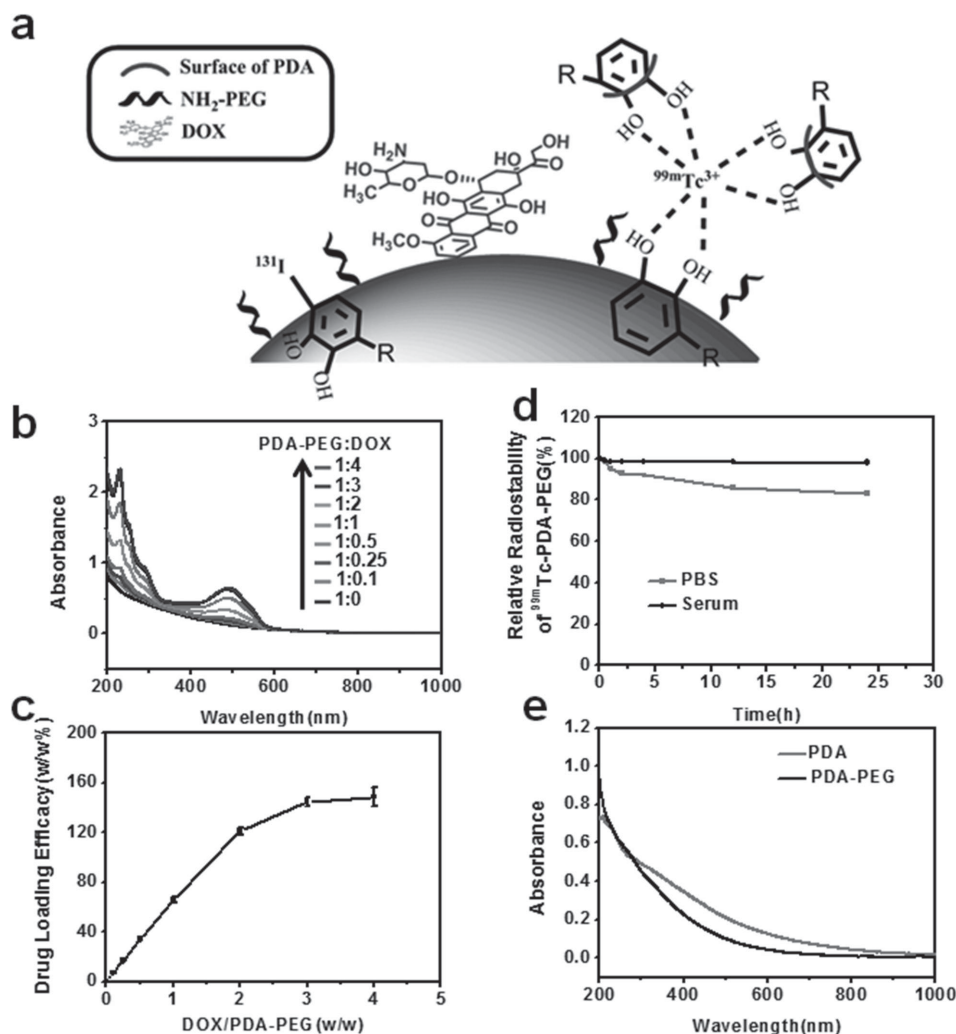 a
Surface of PDA
NH₂-PEG
DOX
H₂N
HO
H₃C
O
O
OH
HO
O
OH
OH
O
O
OH
H₃CO
¹³¹I
OH
OH
R
R
HO
OH
HO
OH
R
⁹⁹ᵐTc³⁺
HO
OH
R
b
3
2
1
0
Absorbance
PDA-PEG:DOX
1:4
1:3
1:2
1:1
1:0.5
1:0.25
1:0.1
1:0
200 400 600 800 1000
Wavelength(nm)
c
200
160
120
80
40
0
Drug Loading Efficacy(w/w%)
0 1 2 3 4 5
DOX/PDA-PEG(w/w)
d
120
100
80
60
40
20
0
Relative Radiostability
of ⁹⁹ᵐTc-PDA-PEG(%)
PBS
Serum
0 5 10 15 20 25 30
Time(h)
e
1.2
1.0
0.8
0.6
0.4
0.2
0.0
Absorbance
PDA
PDA-PEG
200 400 600 800 1000
Wavelength(nm)